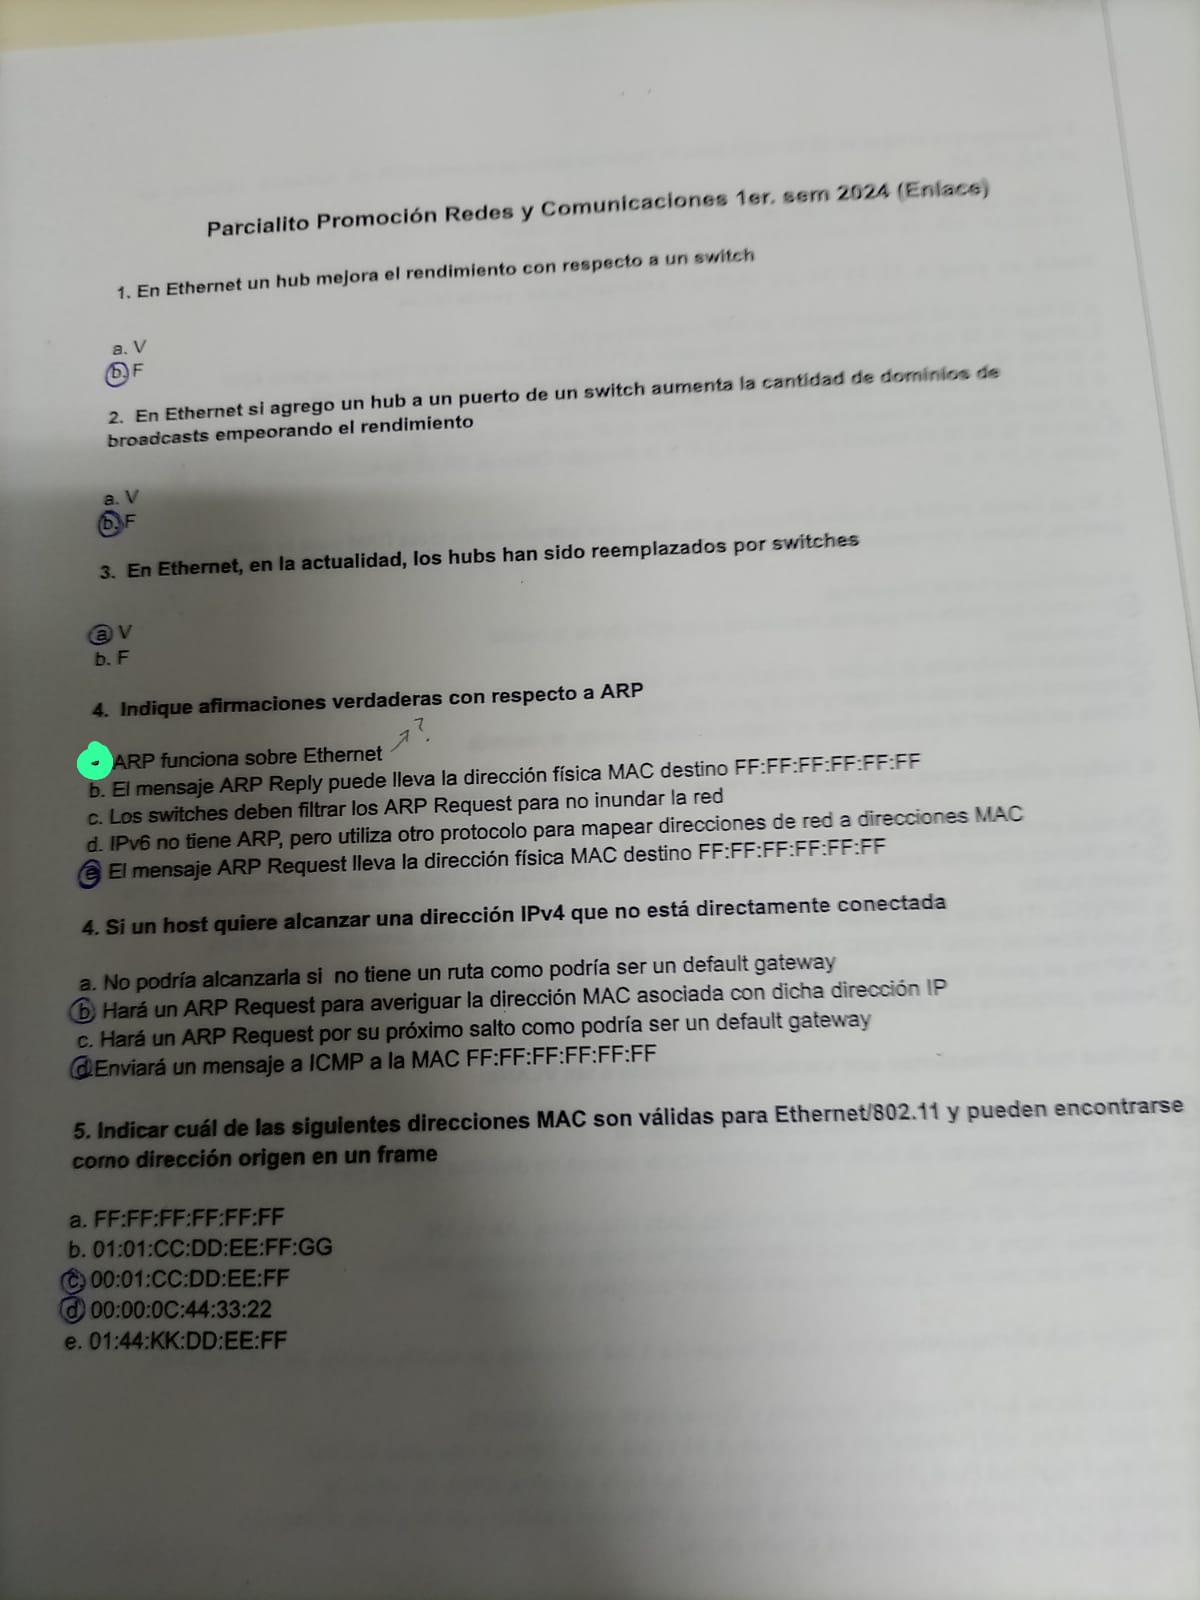 Parcialito Promoción Redes y Comunicaciones 1er. sem 2024 (Enlace)
1. En Ethernet un hub mejora el rendimiento con respecto a un switch
a. V
b. F
2. En Ethernet si agrego un hub a un puerto de un switch aumenta la cantidad de dominios de
broadcasts empeorando el rendimiento
a. V
b. F
3. En Ethernet, en la actualidad, los hubs han sido reemplazados por switches
a. V
b. F
4. Indique afirmaciones verdaderas con respecto a ARP
ARP funciona sobre Ethernet ?
b. El mensaje ARP Reply puede lleva la dirección física MAC destino FF:FF:FF:FF:FF:FF
c. Los switches deben filtrar los ARP Request para no inundar la red
d. IPv6 no tiene ARP, pero utiliza otro protocolo para mapear direcciones de red a direcciones MAC
e El mensaje ARP Request lleva la dirección física MAC destino FF:FF:FF:FF:FF:FF
4. Si un host quiere alcanzar una dirección IPv4 que no está directamente conectada
a. No podría alcanzarla si no tiene un ruta como podría ser un default gateway
b. Hará un ARP Request para averiguar la dirección MAC asociada con dicha dirección IP
c. Hará un ARP Request por su próximo salto como podría ser un default gateway
d. Enviará un mensaje a ICMP a la MAC FF:FF:FF:FF:FF:FF
5. Indicar cuál de las siguientes direcciones MAC son válidas para Ethernet/802.11 y pueden encontrarse
como dirección origen en un frame
a. FF:FF:FF:FF:FF:FF
b. 01:01:CC:DD:EE:FF:GG
c. 00:01:CC:DD:EE:FF
d 00:00:0C:44:33:22
e. 01:44:KK:DD:EE:FF